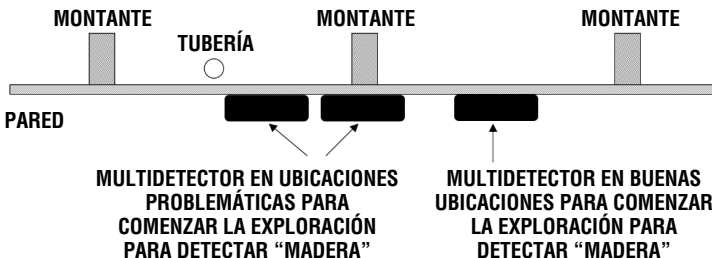 MONTANTE
MONTANTE
MONTANTE
TUBERÍA
PARED
MULTIDETECTOR EN UBICACIONES
PROBLEMÁTICAS PARA
COMENZAR LA EXPLORACIÓN
PARA DETECTAR “MADERA”
MULTIDETECTOR EN BUENAS
UBICACIONES PARA COMENZAR
LA EXPLORACIÓN PARA
DETECTAR “MADERA”